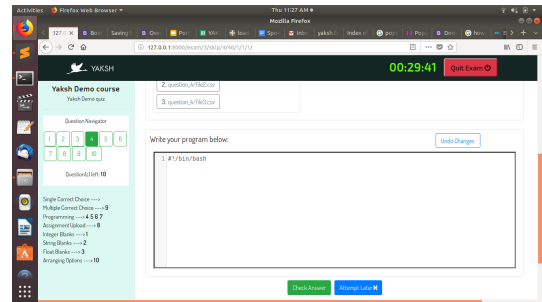 Activities Firefox Web Browser Thu 11:27 AM
Mozilla Firefox
127.0 Saving
127.0.0.1:8000/exam/3/skip/4/40/1/1/1/
YAKSH 00:29:41 Quit Exam
Yaksh Demo course
Yaksh Demo quiz
Question Navigator
1 2 3 4 5 6
7 8 9 10
Question(s) left: 10
Single Correct Choice --->
Multiple Correct Choice ---> 9
Programming ---> 4 5 6 7
Assignment Upload ---> 8
Integer Blanks ---> 1
String Blanks ---> 2
Float Blanks ---> 3
Arranging Options ---> 10
2. question_4/file2.csv
3. question_4/file3.csv
Write your program below:
Undo Changes
1 #!/bin/bash
Check Answer Attempt Later